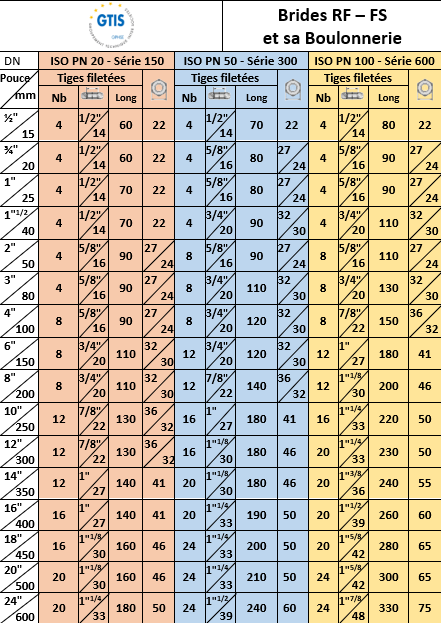 GTIS
Brides RF – FS
et sa Boulonnerie
DN ISO PN 20 - Série 150 ISO PN 50 - Série 300 ISO PN 100 - Série 600
Pouce Tiges filetées Tiges filetées Tiges filetées
mm Nb Long Nb Long Nb Long
½" 15 4 1/2" 14 60 22 4 1/2" 14 70 22 4 1/2" 14 80 22
¾" 20 4 1/2" 14 60 22 4 5/8" 16 80 27 24 4 5/8" 16 90 27 24
1" 25 4 1/2" 14 70 22 4 5/8" 16 80 27 24 4 5/8" 16 90 27 24
1"1/2 40 4 1/2" 14 70 22 4 3/4" 20 90 32 30 4 3/4" 20 110 32 30
2" 50 4 5/8" 16 90 27 24 8 5/8" 16 90 27 24 8 5/8" 16 110 27 24
3" 80 4 5/8" 16 90 27 24 8 3/4" 20 110 32 30 8 3/4" 20 130 32 30
4" 100 8 5/8" 16 90 27 24 8 3/4" 20 120 32 30 8 7/8" 22 150 36 32
6" 150 8 3/4" 20 110 32 30 12 3/4" 20 120 32 30 12 1" 27 180 41
8" 200 8 3/4" 20 110 32 30 12 7/8" 22 140 36 32 12 1"1/8 30 200 46
10" 250 12 7/8" 22 130 36 32 16 1" 27 180 41 16 1"1/4 33 220 50
12" 300 12 7/8" 22 130 36 32 16 1"1/8 30 180 46 20 1"1/4 33 230 50
14" 350 12 1" 27 140 41 20 1"1/8 30 180 46 20 1"3/8 36 240 55
16" 400 16 1" 27 140 41 20 1"1/4 33 190 50 20 1"1/2 39 260 60
18" 450 16 1"1/8 30 160 46 24 1"1/4 33 200 50 20 1"5/8 42 280 65
20" 500 20 1"1/8 30 160 46 24 1"1/4 33 210 50 24 1"5/8 42 300 65
24" 600 20 1"1/4 33 180 50 24 1"1/2 39 240 60 24 1"7/8 48 330 75